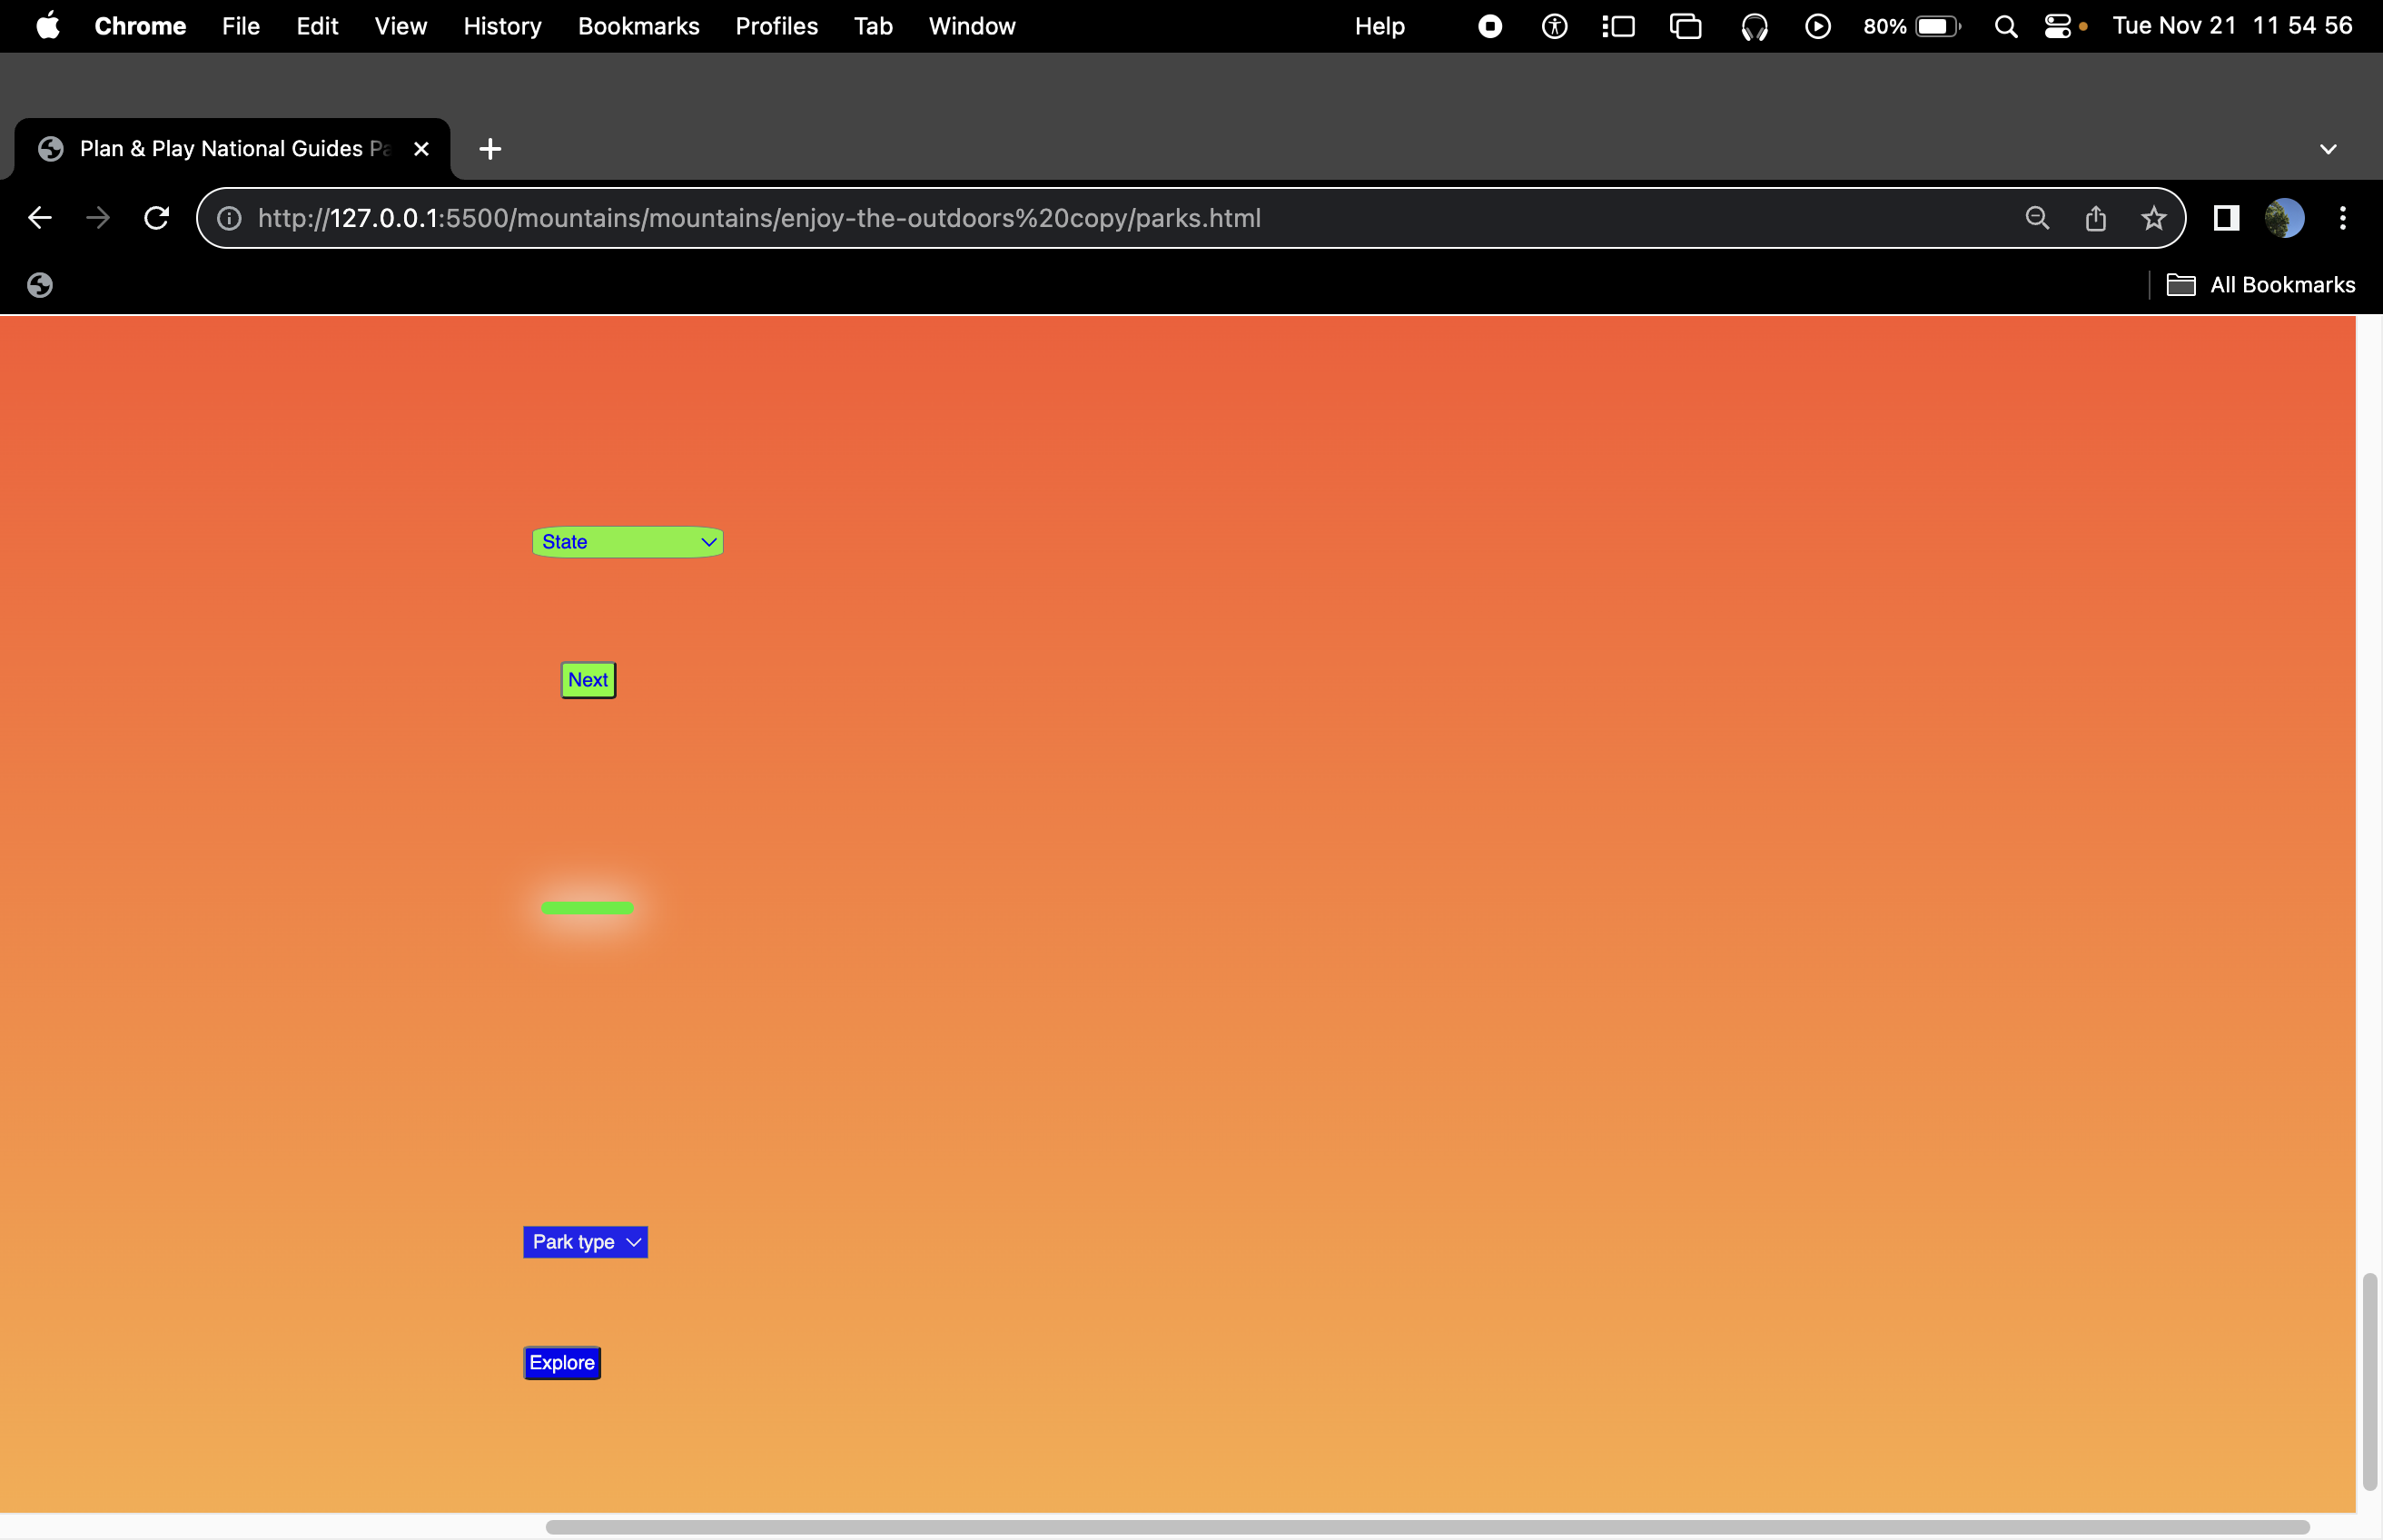 Chrome File Edit View History Bookmarks Profiles Tab Window Help 80% Tue Nov 21 11 54 56
Plan & Play National Guides
http://127.0.0.1:5500/mountains/mountains/enjoy-the-outdoors%20copy/parks.html
All Bookmarks
State
Next
Park type
Explore